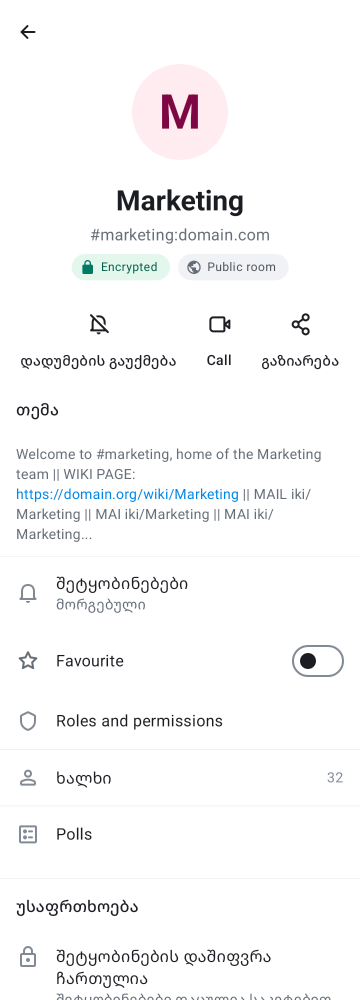 M
Marketing
#marketing:domain.com
Encrypted
Public room
დადუმების გაუქმება
Call
გაზიარება
თემა
Welcome to #marketing, home of the Marketing
team || WIKI PAGE:
https://domain.org/wiki/Marketing || MAIL iki/
Marketing || MAI iki/Marketing || MAI iki/
Marketing...
შეტყობინებები
მორგებული
Favourite
Roles and permissions
ხალხი 32
Polls
უსაფრთხოება
შეტყობინების დაშიფვრა
ჩართულია